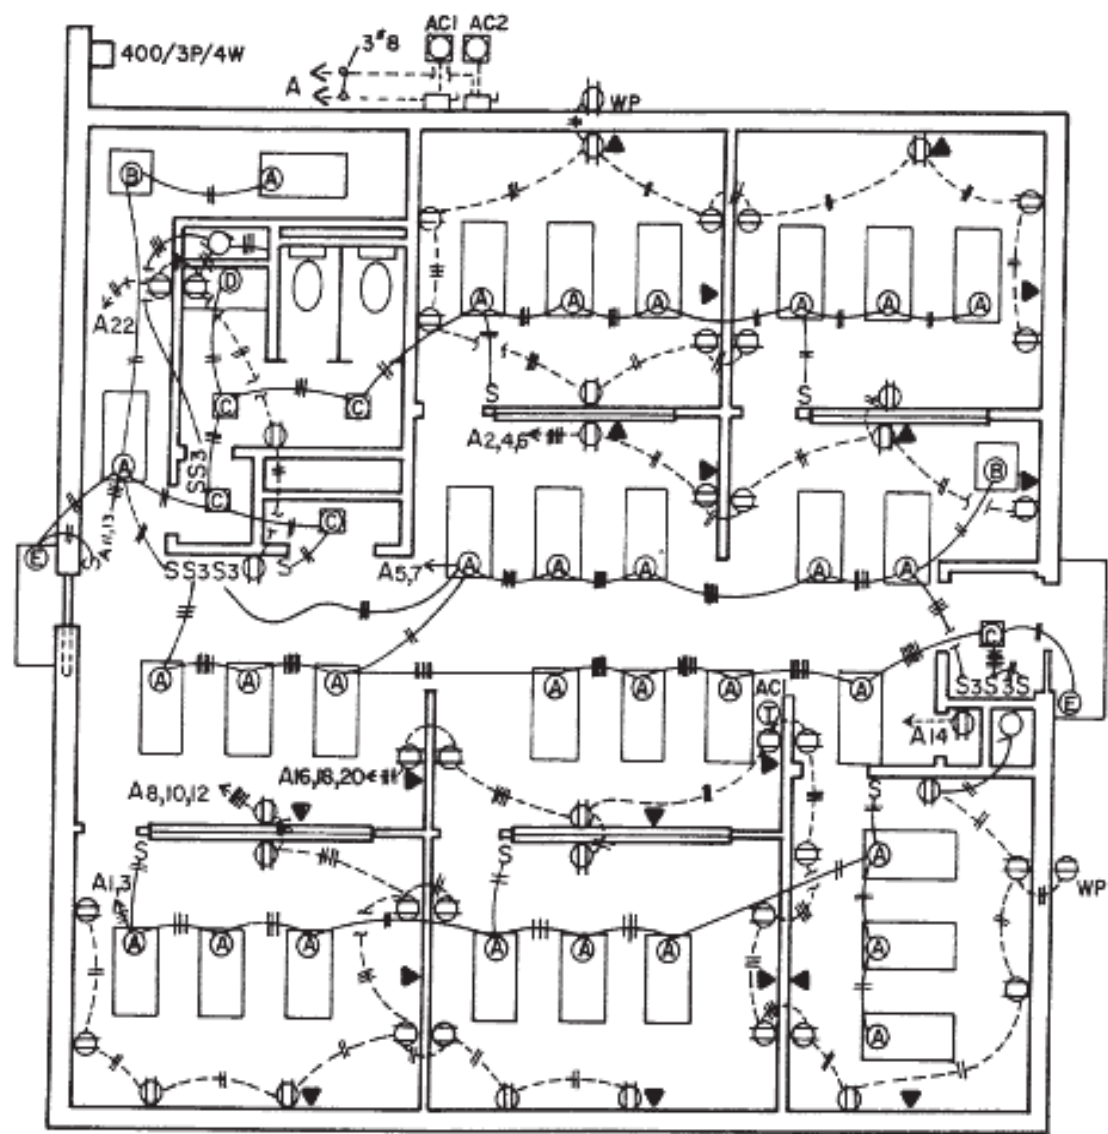 AC1 AC2
3#8
400/3P/4W
A
WP
B
A
D
A22
A A A
A A A
C
C
S
S
A2,4,6
SS3
B
A
C
C
A11,13
E
S
SS3S3
S
A5,7
A A A
A A
C
S3S3S
E
A A A
A A A
A
AC
T
A14
A16,18,20
A8,10,12
S
S
S
A
WP
A1,3
A A A
A A A
A
A